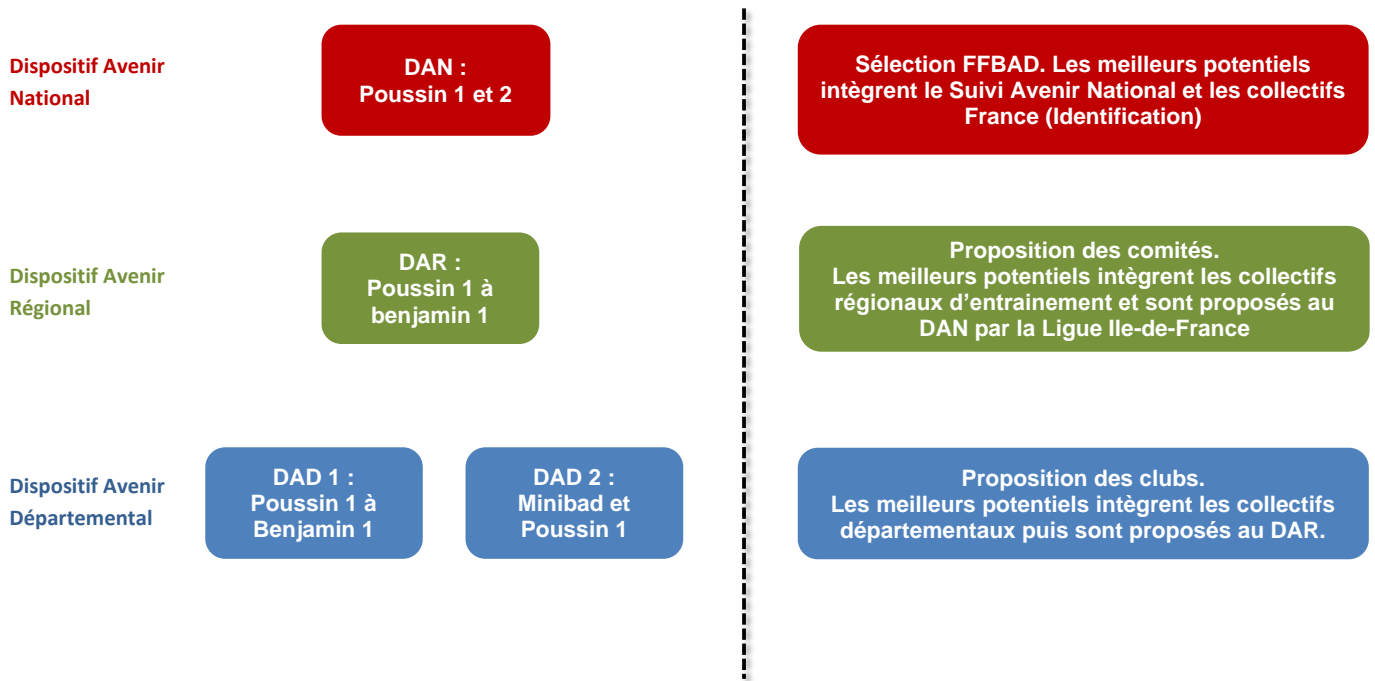 Dispositif Avenir
National
DAN :
Poussin 1 et 2
Sélection FFBAD. Les meilleurs potentiels
intègrent le Suivi Avenir National et les collectifs
France (Identification)
Dispositif Avenir
Régional
DAR :
Poussin 1 à
benjamin 1
Proposition des comités.
Les meilleurs potentiels intègrent les collectifs
régionaux d’entrainement et sont proposés au
DAN par la Ligue Ile-de-France
Dispositif Avenir
Départemental
DAD 1 :
Poussin 1 à
Benjamin 1
DAD 2 :
Minibad et
Poussin 1
Proposition des clubs.
Les meilleurs potentiels intègrent les collectifs
départementaux puis sont proposés au DAR.